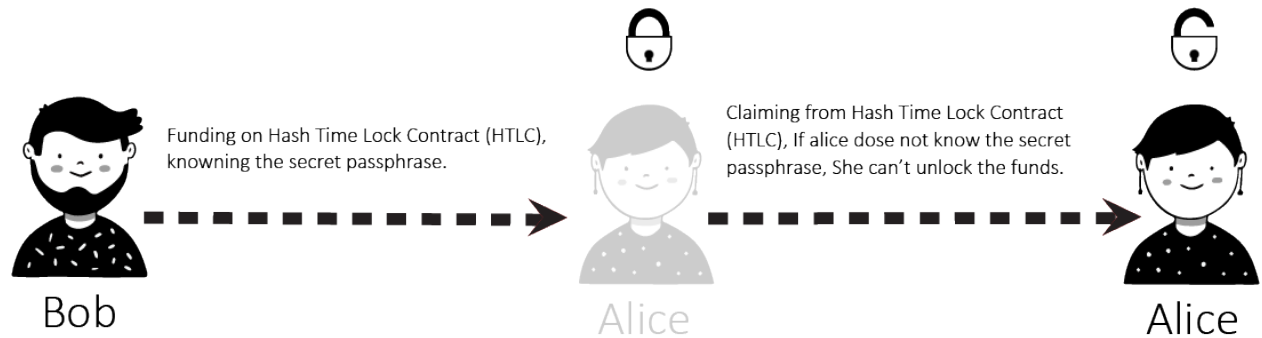 Funding on Hash Time Lock Contract (HTLC),
knowning the secret passphrase.
Claiming from Hash Time Lock Contract
(HTLC), If alice dose not know the secret
passphrase, She can't unlock the funds.
Bob
Alice
Alice